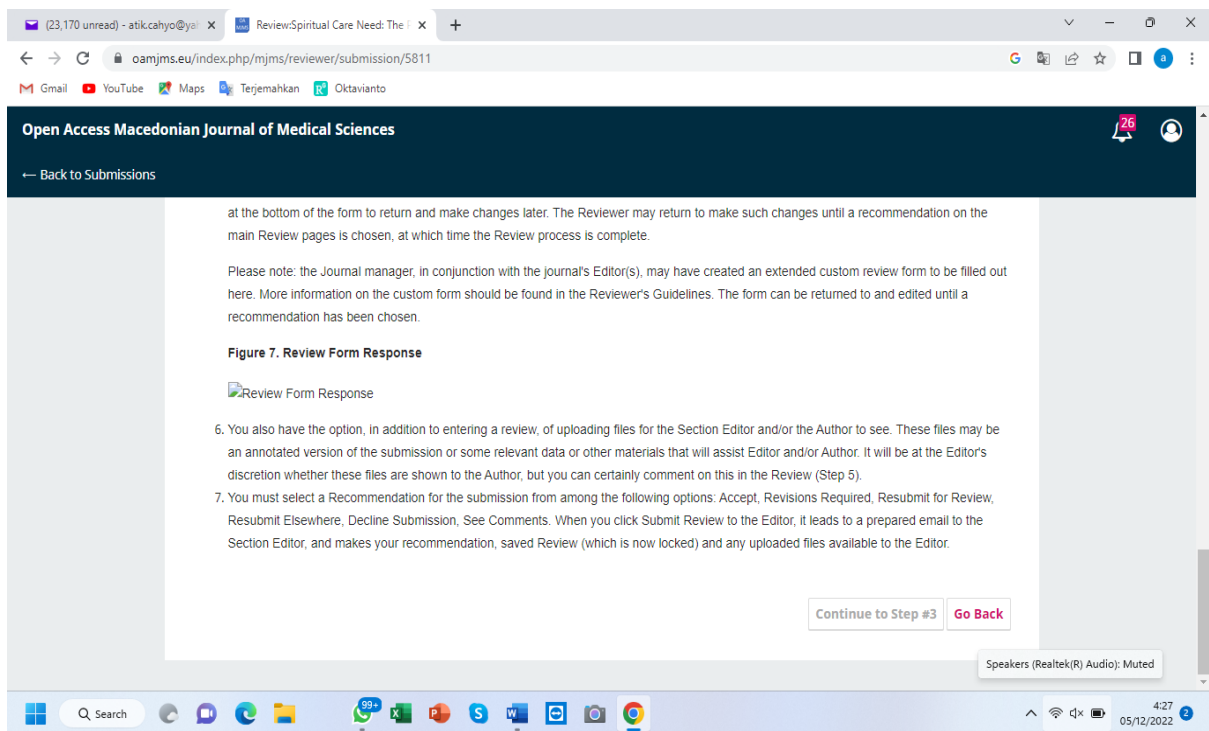 (23,170 unread) - atik.cahyo@yah
Review:Spiritual Care Need: The
oamjms.eu/index.php/mjms/reviewer/submission/5811
Gmail YouTube Maps Terjemahkan Oktavianto
Open Access Macedonian Journal of Medical Sciences
26
← Back to Submissions
at the bottom of the form to return and make changes later. The Reviewer may return to make such changes until a recommendation on the
main Review pages is chosen, at which time the Review process is complete.
Please note: the Journal manager, in conjunction with the journal's Editor(s), may have created an extended custom review form to be filled out
here. More information on the custom form should be found in the Reviewer's Guidelines. The form can be returned to and edited until a
recommendation has been chosen.
Figure 7. Review Form Response
Review Form Response
6. You also have the option, in addition to entering a review, of uploading files for the Section Editor and/or the Author to see. These files may be
an annotated version of the submission or some relevant data or other materials that will assist Editor and/or Author. It will be at the Editor's
discretion whether these files are shown to the Author, but you can certainly comment on this in the Review (Step 5).
7. You must select a Recommendation for the submission from among the following options: Accept, Revisions Required, Resubmit for Review,
Resubmit Elsewhere, Decline Submission, See Comments. When you click Submit Review to the Editor, it leads to a prepared email to the
Section Editor, and makes your recommendation, saved Review (which is now locked) and any uploaded files available to the Editor.
Continue to Step #3 Go Back
Speakers (Realtek(R) Audio): Muted
Search
99+
4:27
05/12/2022
2